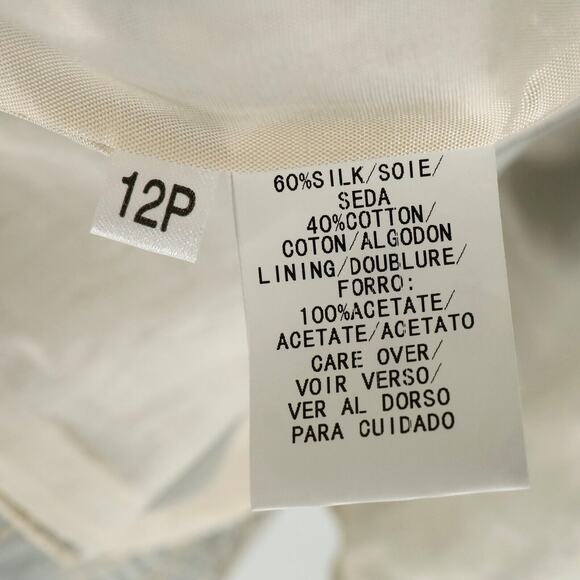 12P
60%SILK/SOIE/
SEDA
40%COTTON/
COTON/ALGODON
LINING/DOUBLURE/
FORRO:
100%ACETATE/
ACETATE/ACETATO
CARE OVER/
VOIR VERSO/
VER AL DORSO
PARA CUIDADO